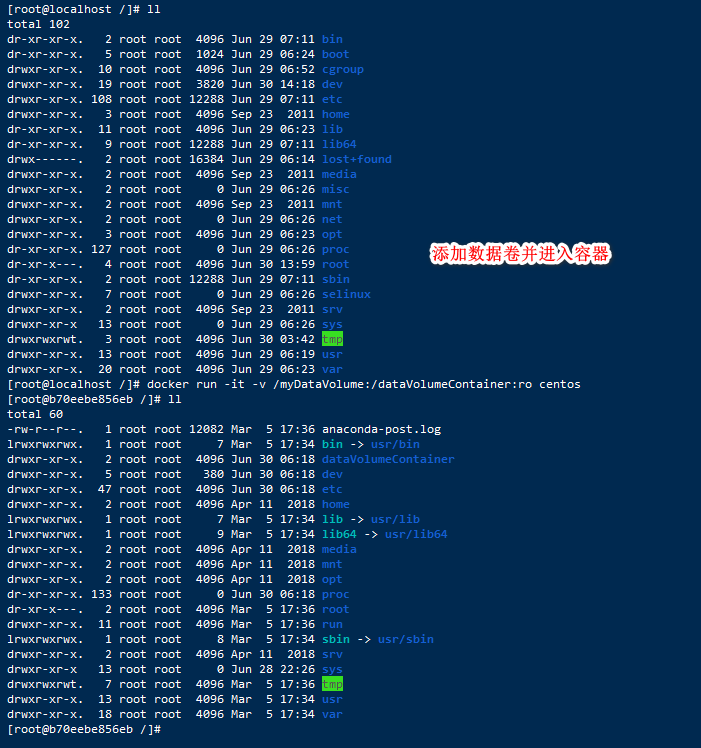 [root@localhost /]# ll
total 102
dr-xr-xr-x.   2 root root  4096 Jun 29 07:11 bin
dr-xr-xr-x.   5 root root  1024 Jun 29 06:24 boot
drwxr-xr-x.  10 root root  4096 Jun 29 06:52 cgroup
drwxr-xr-x.  19 root root  3820 Jun 30 14:18 dev
drwxr-xr-x. 108 root root 12288 Jun 29 07:11 etc
drwxr-xr-x.   3 root root  4096 Sep 23  2011 home
dr-xr-xr-x.  11 root root  4096 Jun 29 06:23 lib
dr-xr-xr-x.   9 root root 12288 Jun 29 07:11 lib64
drwx------.   2 root root 16384 Jun 29 06:14 lost+found
drwxr-xr-x.   2 root root  4096 Sep 23  2011 media
drwxr-xr-x.   2 root root     0 Jun 29 06:26 misc
drwxr-xr-x.   2 root root  4096 Sep 23  2011 mnt
drwxr-xr-x.   2 root root     0 Jun 29 06:26 net
drwxr-xr-x.   3 root root  4096 Jun 29 06:23 opt
dr-xr-xr-x. 127 root root     0 Jun 29 06:26 proc
添加数据卷并进入容器
dr-xr-x---.   4 root root  4096 Jun 30 13:59 root
dr-xr-xr-x.   2 root root 12288 Jun 29 07:11 sbin
drwxr-xr-x.   7 root root     0 Jun 29 06:26 selinux
drwxr-xr-x.   2 root root  4096 Sep 23  2011 srv
drwxr-xr-x   13 root root     0 Jun 29 06:26 sys
drwxrwxrwt.   3 root root  4096 Jun 30 03:42 tmp
drwxr-xr-x.  13 root root  4096 Jun 29 06:19 usr
drwxr-xr-x.  20 root root  4096 Jun 29 06:23 var
[root@localhost /]# docker run -it -v /myDataVolume:/dataVolumeContainer:ro centos
[root@b70eebe856eb /]# ll
total 60
-rw-r--r--.   1 root root 12082 Mar  5 17:36 anaconda-post.log
lrwxrwxrwx.   1 root root     7 Mar  5 17:34 bin -> usr/bin
drwxr-xr-x.   2 root root  4096 Jun 30 06:18 dataVolumeContainer
drwxr-xr-x.   5 root root   380 Jun 30 06:18 dev
drwxr-xr-x.  47 root root  4096 Jun 30 06:18 etc
drwxr-xr-x.   2 root root  4096 Apr 11  2018 home
lrwxrwxrwx.   1 root root     7 Mar  5 17:34 lib -> usr/lib
lrwxrwxrwx.   1 root root     9 Mar  5 17:34 lib64 -> usr/lib64
drwxr-xr-x.   2 root root  4096 Apr 11  2018 media
drwxr-xr-x.   2 root root  4096 Apr 11  2018 mnt
drwxr-xr-x.   2 root root  4096 Apr 11  2018 opt
dr-xr-xr-x. 133 root root     0 Jun 30 06:18 proc
dr-xr-x---.   2 root root  4096 Mar  5 17:36 root
drwxr-xr-x.  11 root root  4096 Mar  5 17:36 run
lrwxrwxrwx.   1 root root     8 Mar  5 17:34 sbin -> usr/sbin
drwxr-xr-x.   2 root root  4096 Apr 11  2018 srv
drwxr-xr-x   13 root root     0 Jun 28 22:26 sys
drwxrwxrwt.   7 root root  4096 Mar  5 17:36 tmp
drwxr-xr-x.  13 root root  4096 Mar  5 17:34 usr
drwxr-xr-x.  18 root root  4096 Mar  5 17:34 var
[root@b70eebe856eb /]#